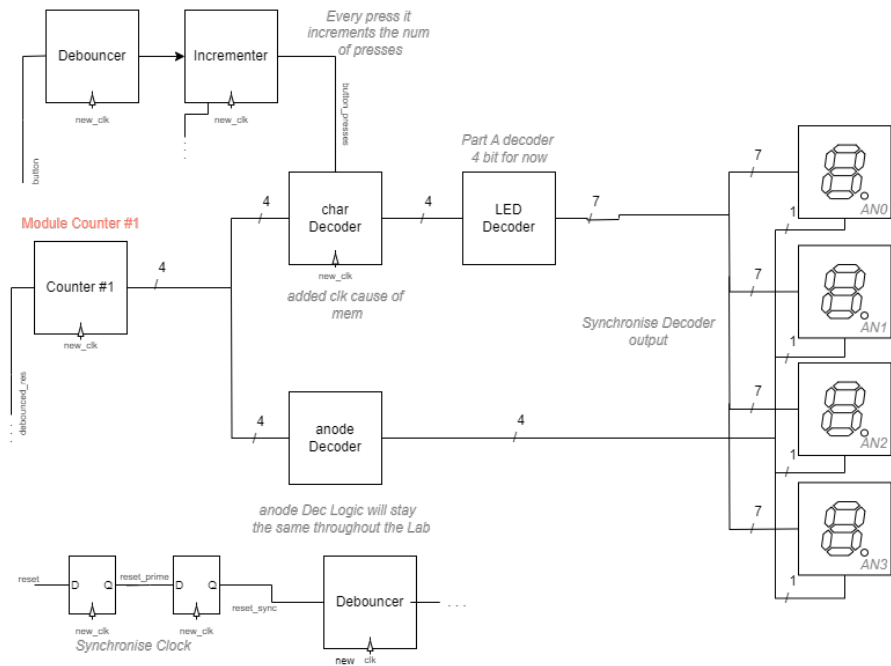 Every press it
increments the num
of presses
Debouncer
Incrementer
new_clk
new_clk
button_presses
button
Part A decoder
4 bit for now
7
1
AN0
Module Counter #1
4
char
Decoder
4
LED
Decoder
7
4
Counter #1
new_clk
new_clk
added clk cause of
mem
debounced_res
7
1
AN1
Synchronise Decoder
output
7
1
AN2
4
anode
Decoder
4
anode Dec Logic will stay
the same throughout the Lab
7
1
AN3
reset
D
Q
reset_prime
D
Q
reset_sync
Debouncer
new_clk
new_clk
Synchronise Clock
new clk
. . .